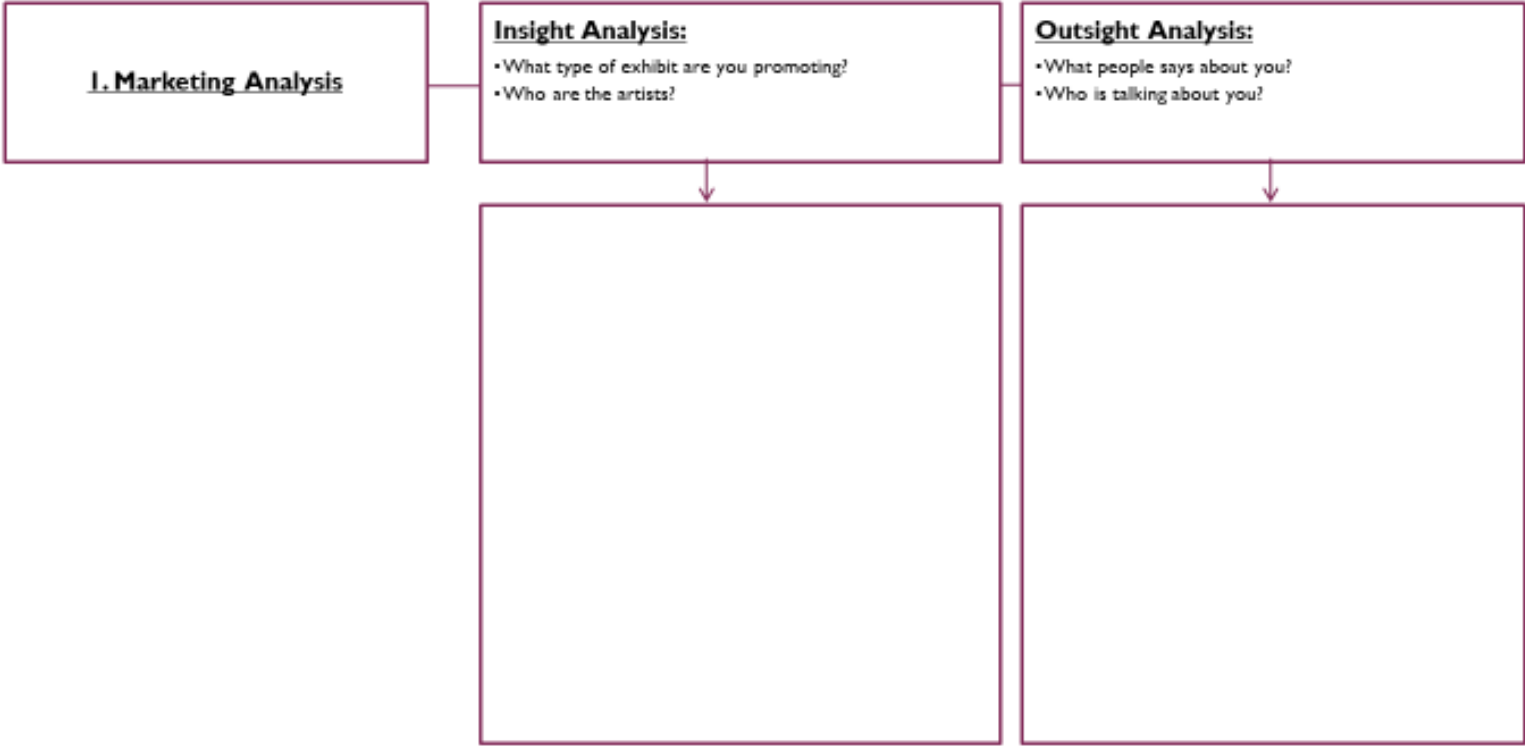 1. Marketing Analysis
Insight Analysis:
•What type of exhibit are you promoting?
•Who are the artists?
Outsight Analysis:
•What people says about you?
•Who is talking about you?